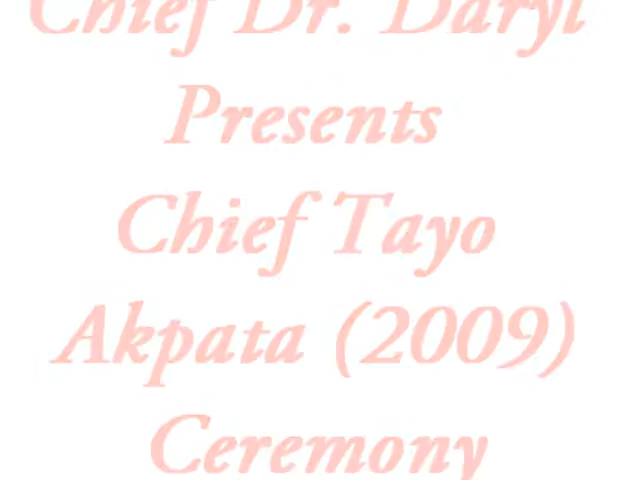 Chief Dr. Daryl
Presents
Chief Tayo
Akpata (2009)
Ceremony